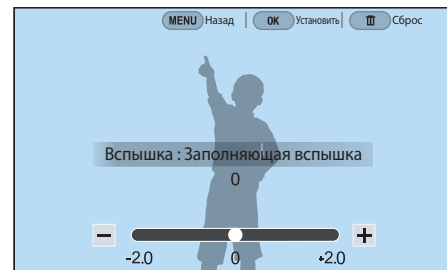 MENU Назад | OK Установить | Сброс
Вспышка : Заполняющая вспышка
0
-2.0 0 +2.0